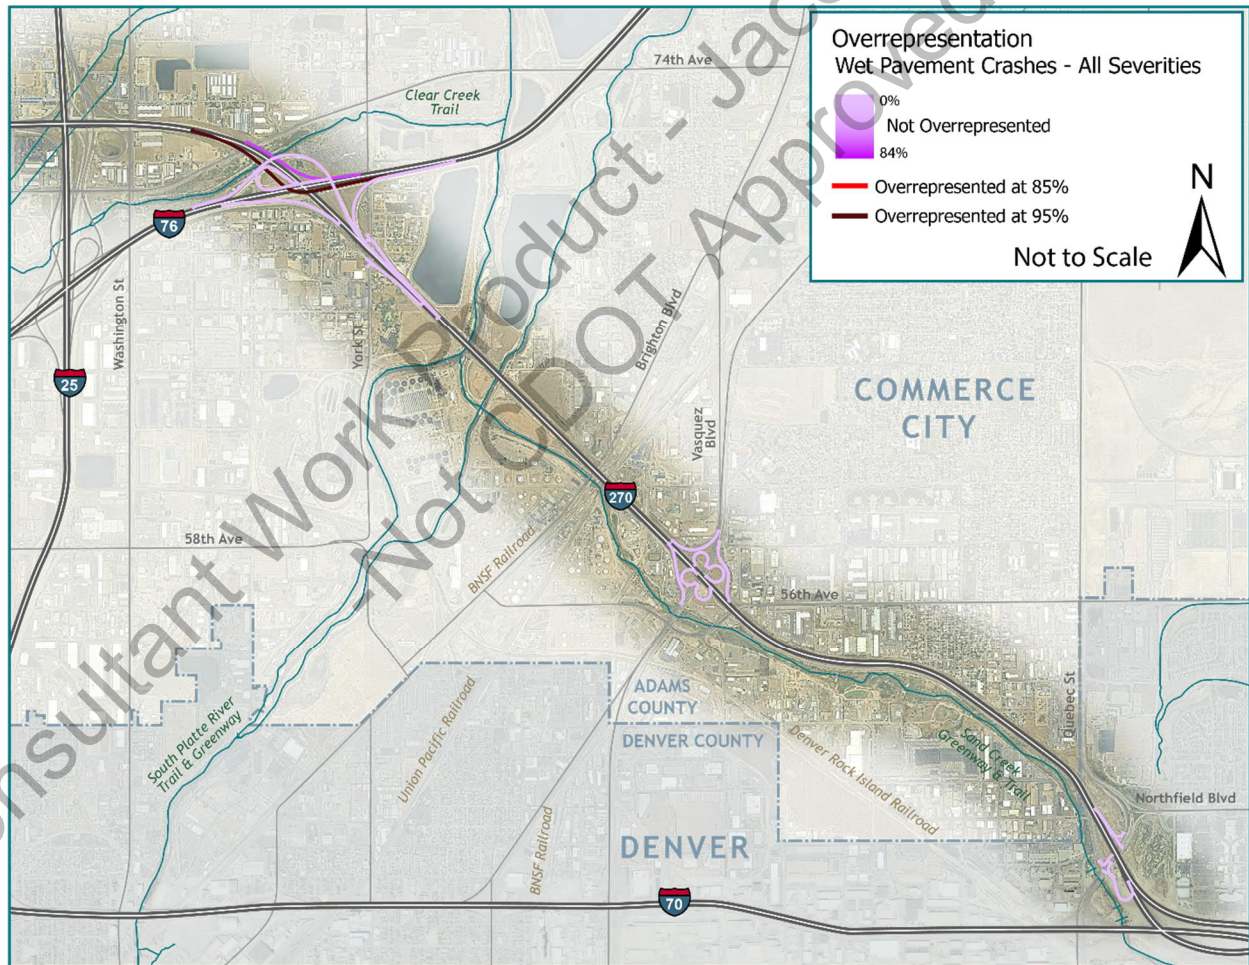 Overrepresentation
Wet Pavement Crashes - All Severities
0%
Not Overrepresented
84%
Overrepresented at 85%
Overrepresented at 95%
N
Not to Scale
74th Ave
Clear Creek
Trail
76
Washington St
York St
Brighton Blvd
25
COMMERCE
CITY
Vasquez
Blvd
270
58th Ave
BNSF Railroad
56th Ave
ADAMS
COUNTY
DENVER COUNTY
Quebec St
South Platte River
Trail & Greenway
Union Pacific Railroad
Denver Rock Island Railroad
Sand Creek
Greenway & Trail
Northfield Blvd
BNSF Railroad
DENVER
70
Work Product -
-Not CDOT Approved